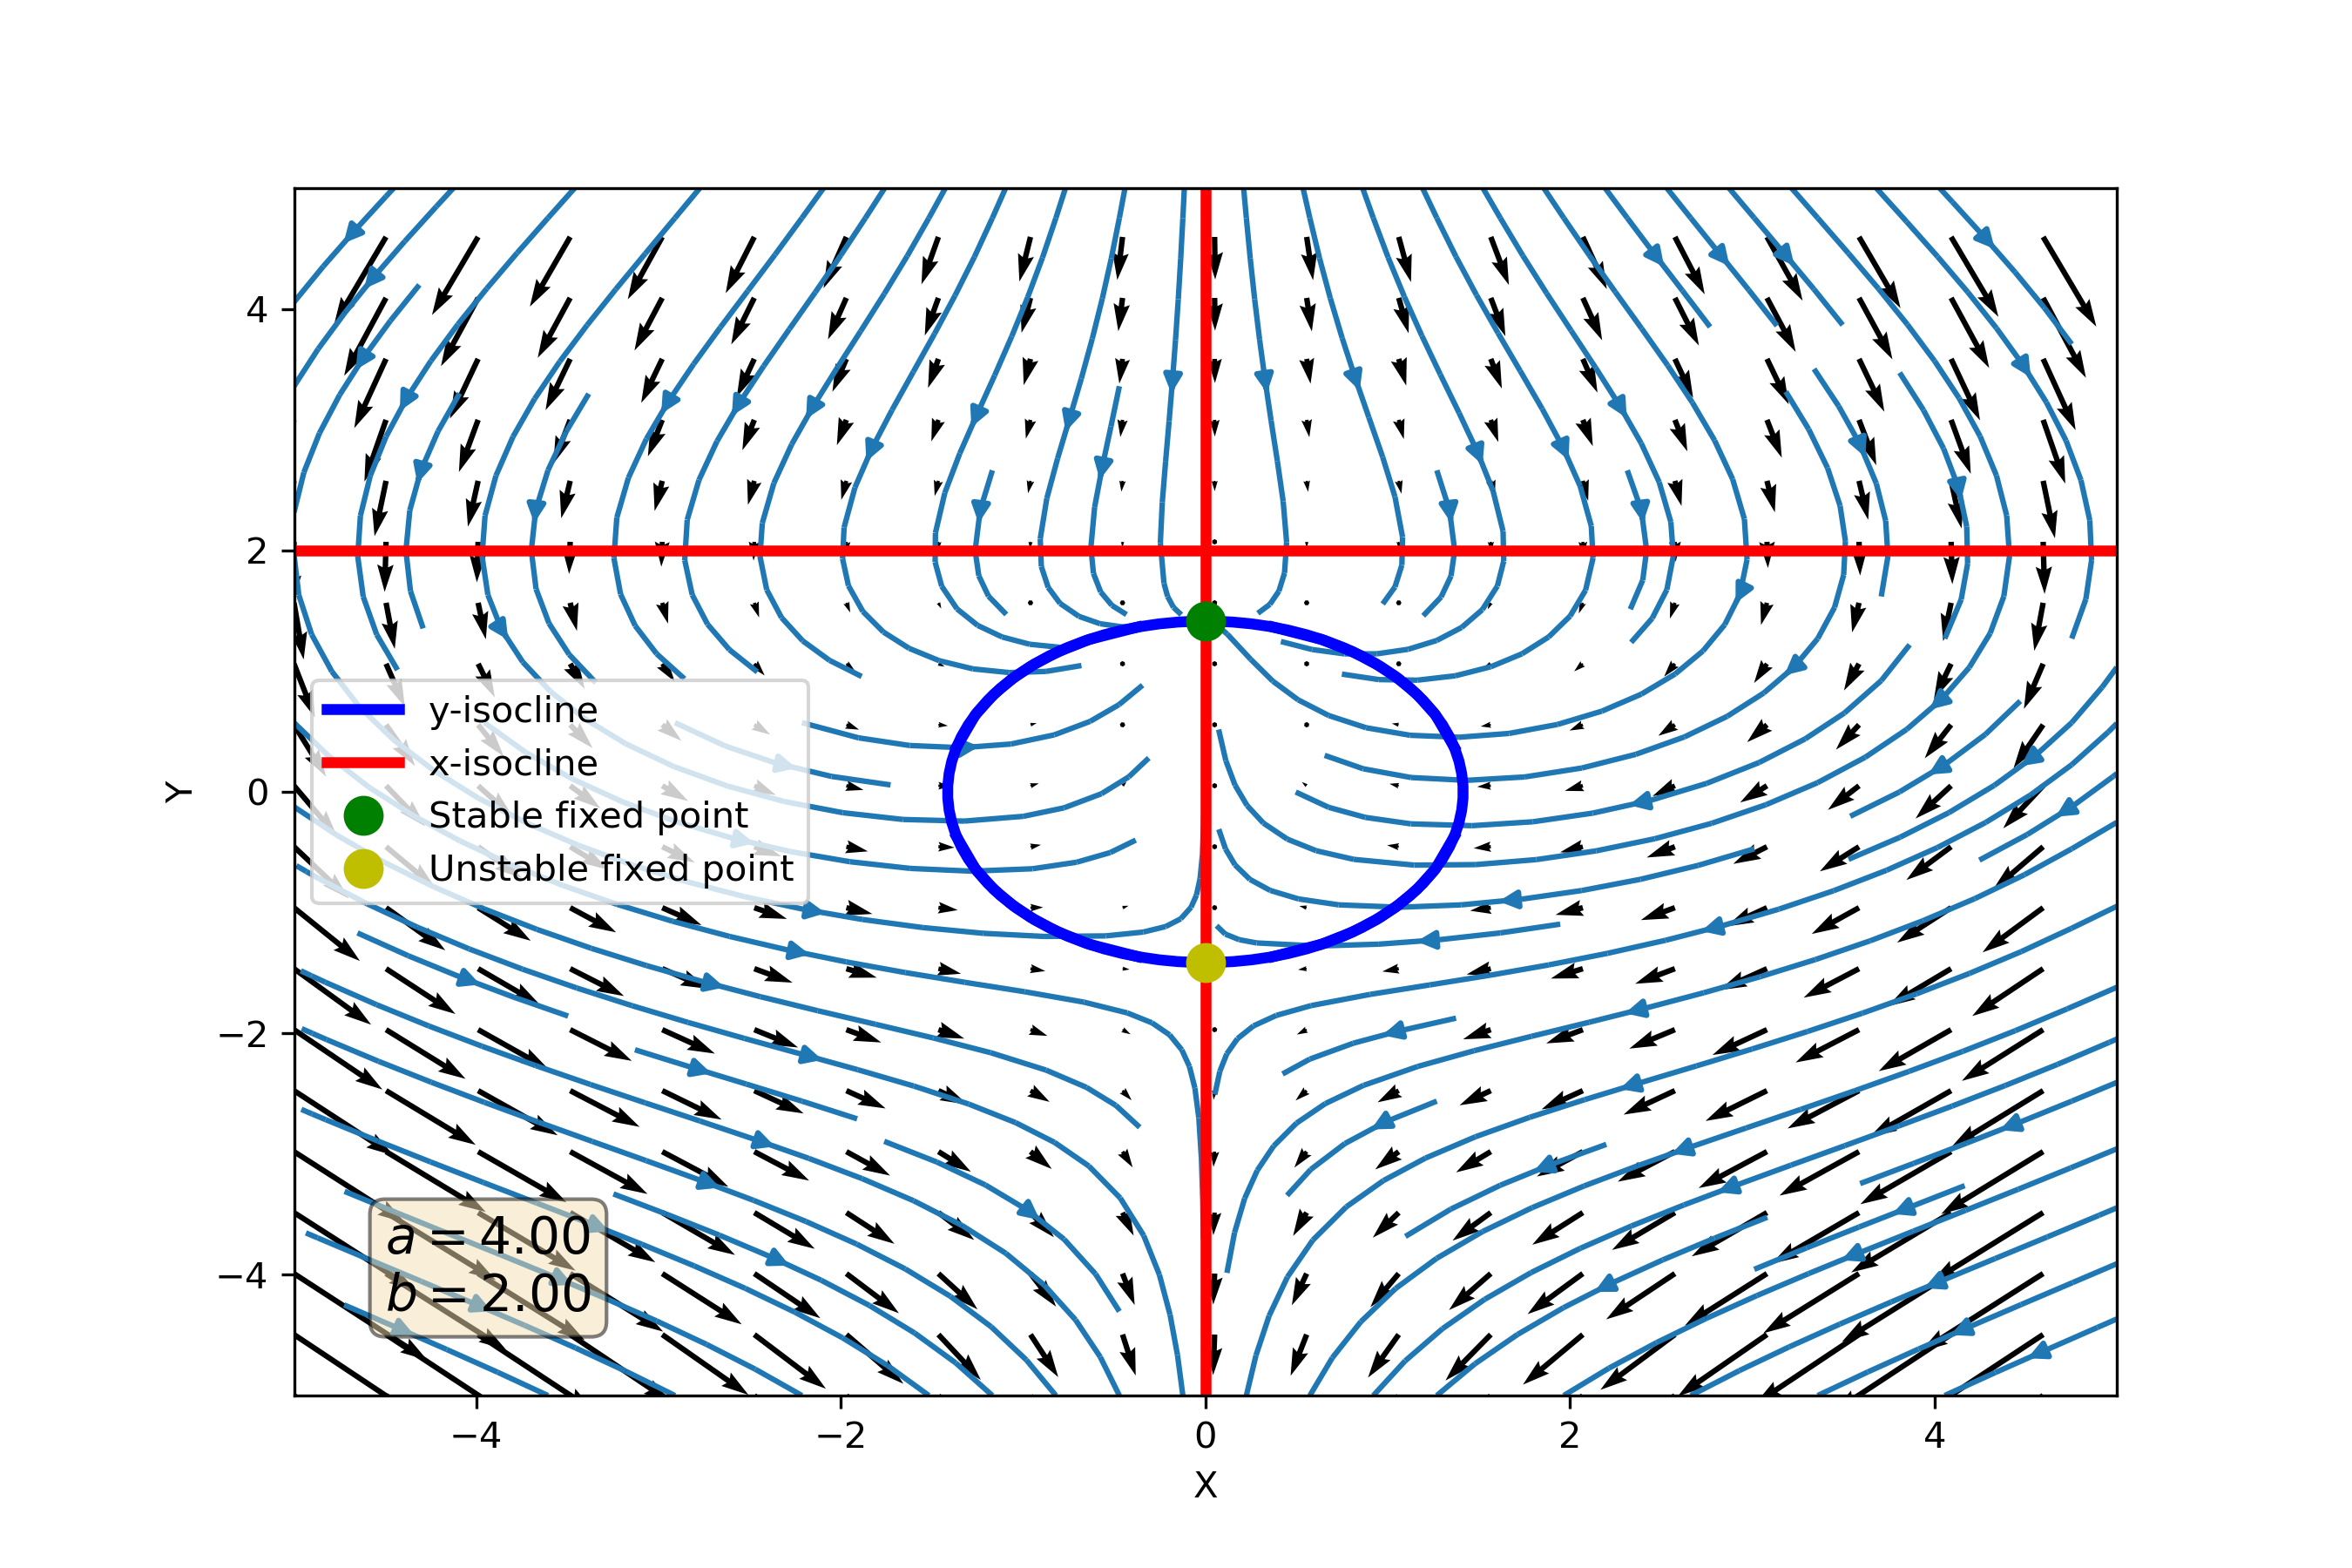 4
2
0
−2
−4
Y
y-isocline
x-isocline
Stable fixed point
Unstable fixed point
a = 4.00
b = 2.00
−4
−2
0
2
4
X